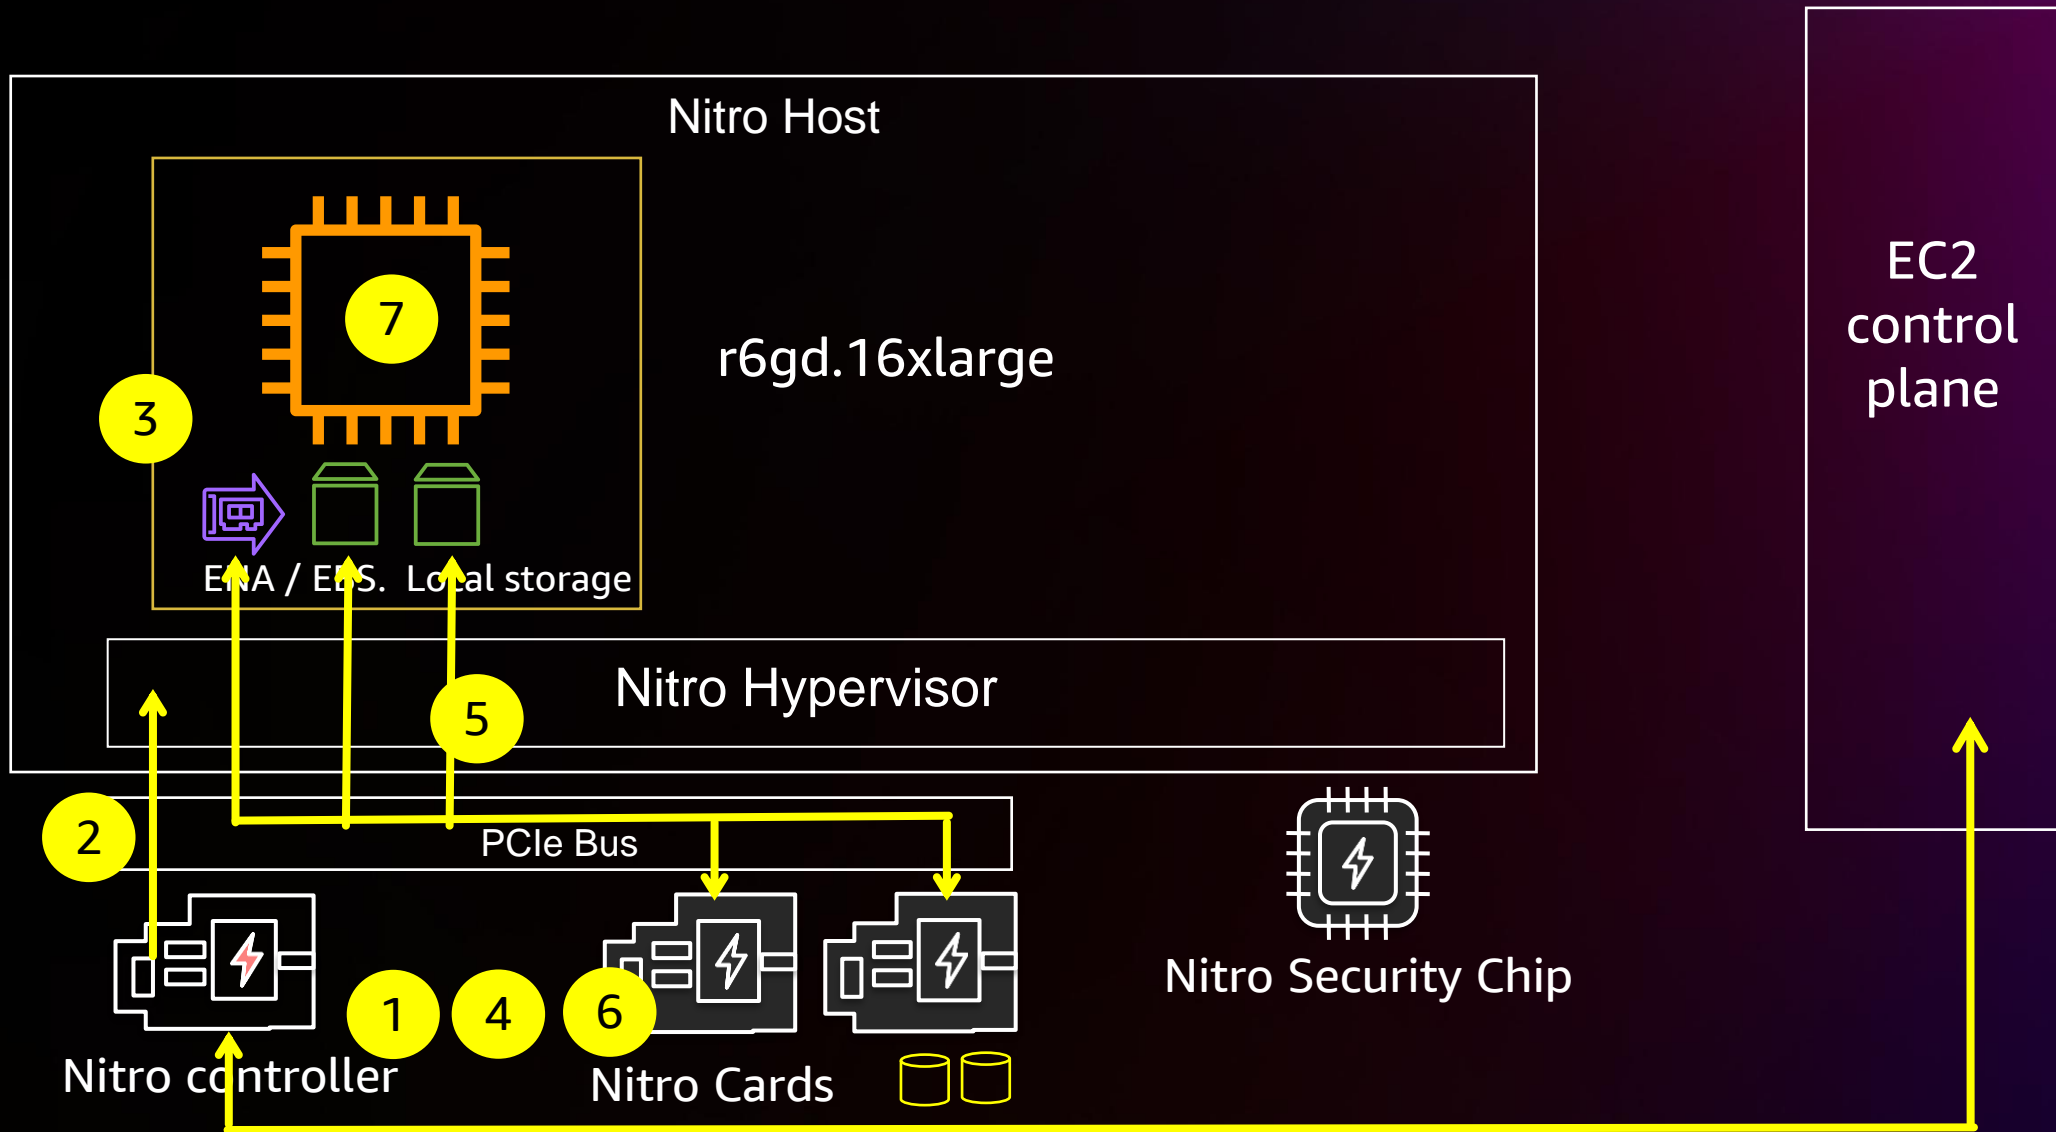 Nitro Host
EC2
control
plane
7
r6gd.16xlarge
3
ENA / EBS. Local storage
Nitro Hypervisor
5
2
PCIe Bus
Nitro Security Chip
1
4
6
Nitro controller
Nitro Cards